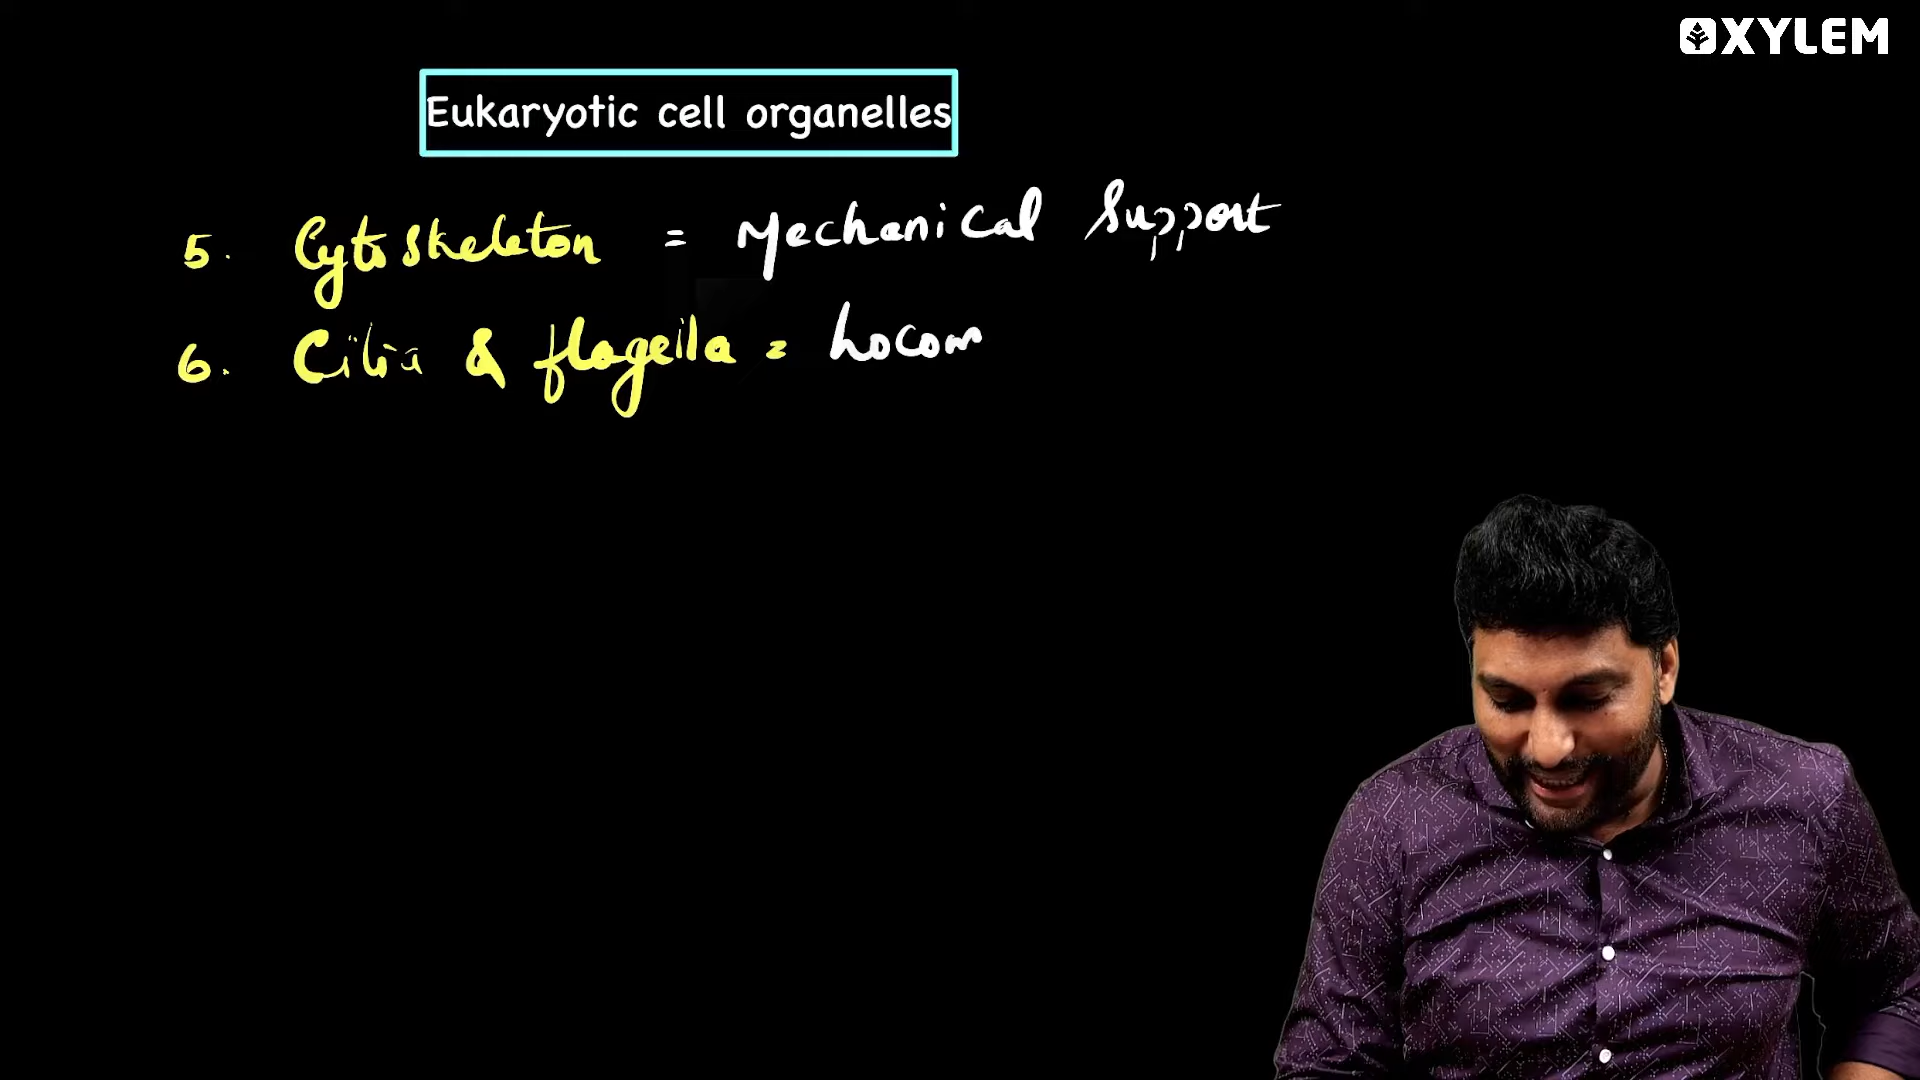 XYLEM
Eukaryotic cell organelles
5. Cytoskeleton = Mechanical Support
6. Cilia & flagella = Locom